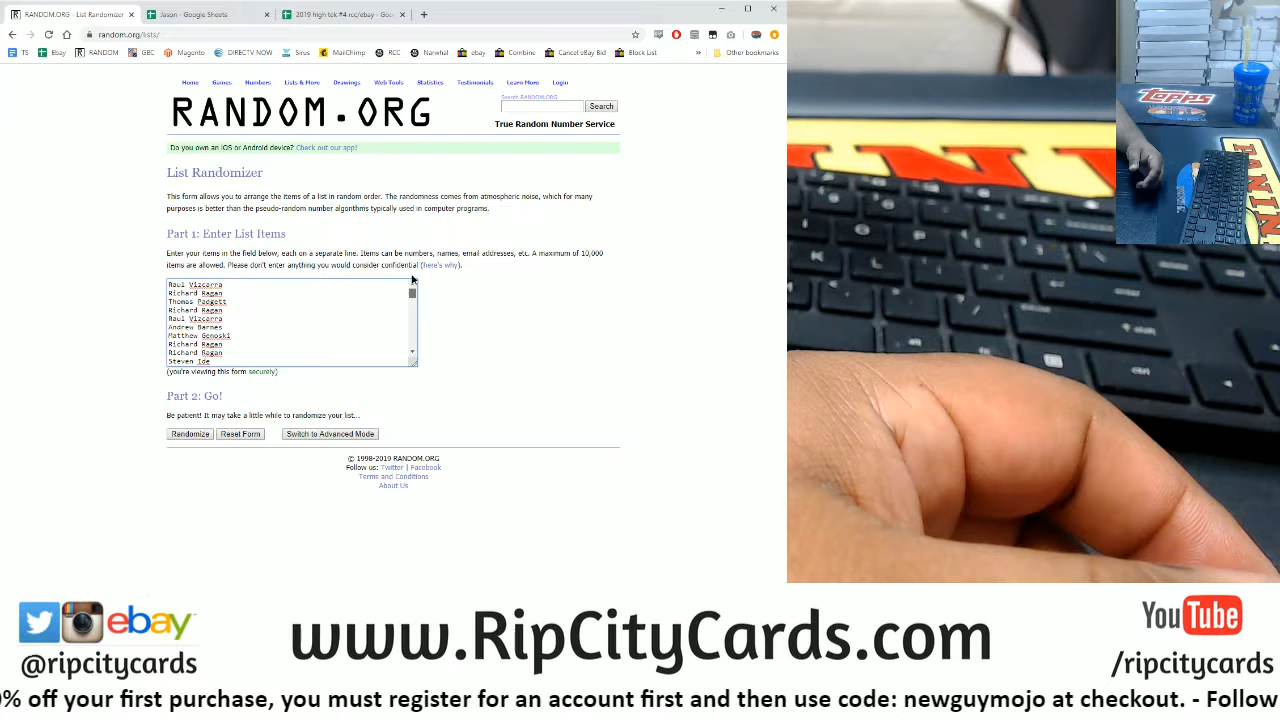 RANDOM.ORG - List Randomizer
Jason - Google Sheets
2019 high tek #4 rcc/ebay - Goo
random.org/lists/
TS Ebay RANDOM GBC Magento DIRECTV NOW Sirus MailChimp RCC Narwhal ebay Combine Cancel eBay Bid Block List » Other bookmarks
Home Games Numbers Lists & More Drawings Web Tools Statistics Testimonials Learn More Login
Search RANDOM.ORG
RANDOM.ORG
Search
True Random Number Service
Do you own an iOS or Android device? Check out our app!
List Randomizer
This form allows you to arrange the items of a list in random order. The randomness comes from atmospheric noise, which for many
purposes is better than the pseudo-random number algorithms typically used in computer programs.
Part 1: Enter List Items
Enter your items in the field below, each on a separate line. Items can be numbers, names, email addresses, etc. A maximum of 10,000
items are allowed. Please don't enter anything you would consider confidential (here's why).
Raul Vizcarra
Richard Ragan
Thomas Padgett
Richard Ragan
Raul Vizcarra
Andrew Barnes
Matthew Genoski
Richard Ragan
Richard Ragan
Steven Ide
(you're viewing this form securely)
Part 2: Go!
Be patient! It may take a little while to randomize your list...
Randomize Reset Form Switch to Advanced Mode
© 1998-2019 RANDOM.ORG
Follow us: Twitter | Facebook
Terms and Conditions
About Us
Topps
PANINI
ebay
@ripcitycards
www.RipCityCards.com
YouTube
/ripcitycards
0% off your first purchase, you must register for an account first and then use code: newguymojo at checkout. - Follow